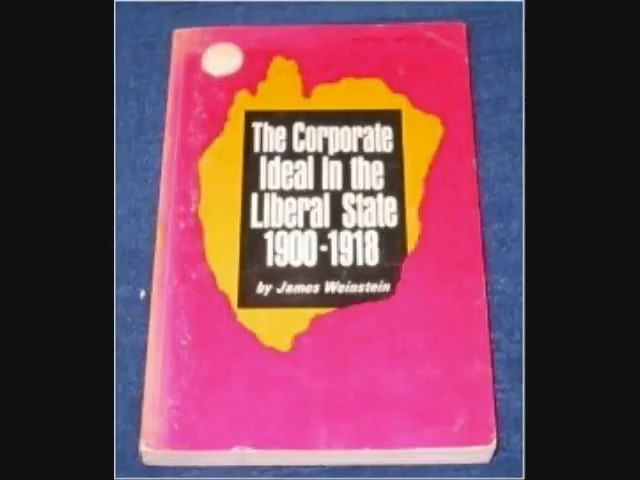 The Corporate
Ideal In the
Liberal State
1900-1918
by James Weinstein